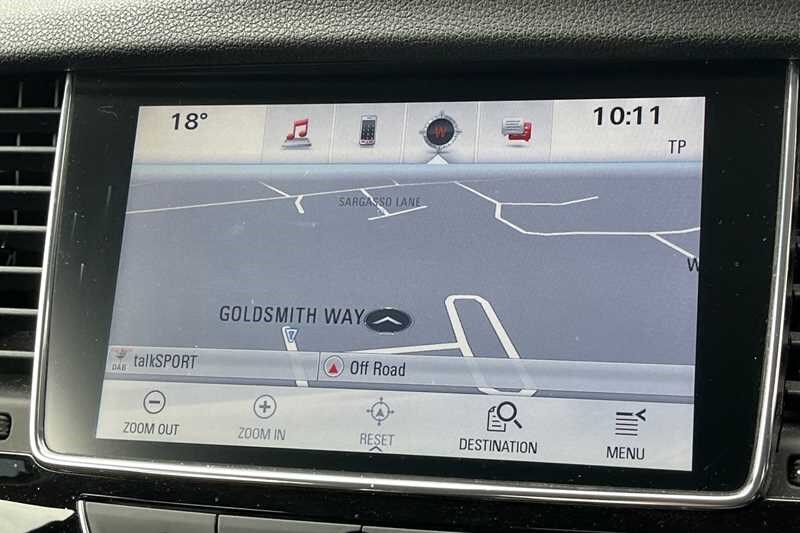 18°
W
10:11
TP
SARGASSO LANE
W
GOLDSMITH WAY
DAB talkSPORT
Off Road
ZOOM OUT
ZOOM IN
RESET
DESTINATION
MENU